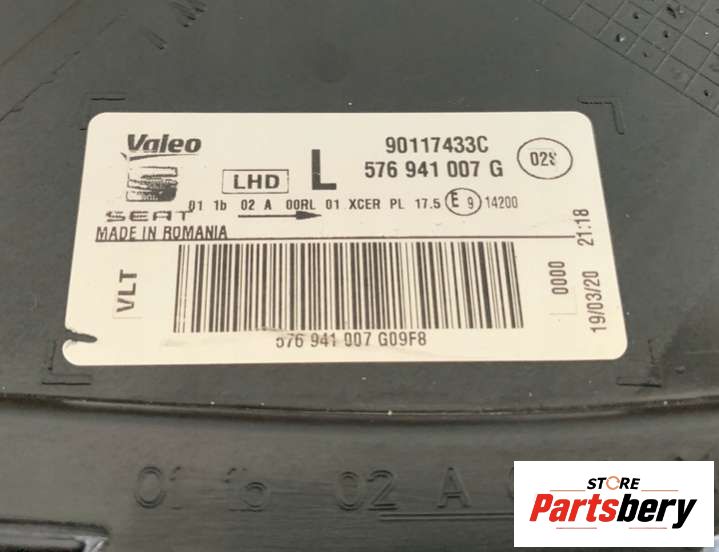 Valeo
90117433C
LHD L 576 941 007 G
01 1b 02 A 00RL 01 XCER PL 17.5 E 9 14200
SEAT
MADE IN ROMANIA
VLT
0000
19/03/20 21:18
576 941 007 G09F8
01 1b 02 A
STORE
Partsbery